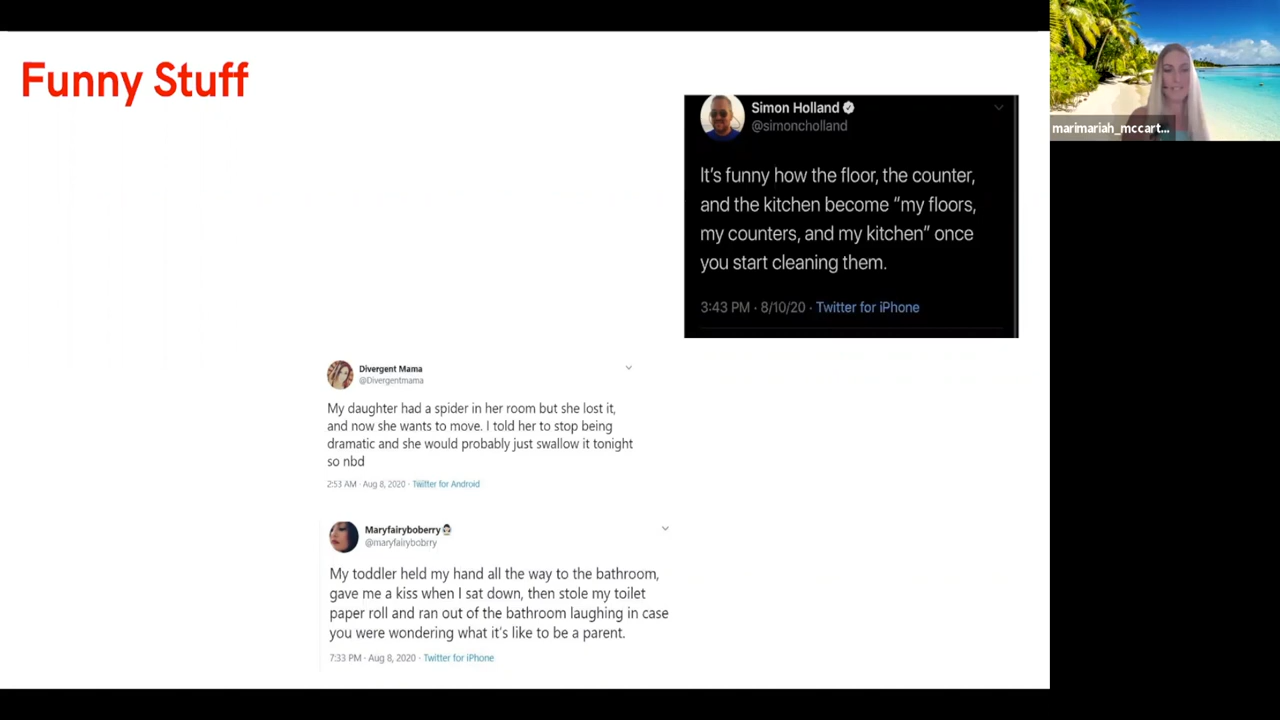 Funny Stuff
Simon Holland
@simoncholland
It's funny how the floor, the counter,
and the kitchen become “my floors,
my counters, and my kitchen” once
you start cleaning them.
3:43 PM · 8/10/20 · Twitter for iPhone
marimariah_mccart...
Divergent Mama
@Divergentmama
My daughter had a spider in her room but she lost it,
and now she wants to move. I told her to stop being
dramatic and she would probably just swallow it tonight
so nbd
2:53 AM · Aug 8, 2020 · Twitter for Android
Maryfairyboberry
@maryfairybobrry
My toddler held my hand all the way to the bathroom,
gave me a kiss when I sat down, then stole my toilet
paper roll and ran out of the bathroom laughing in case
you were wondering what it's like to be a parent.
7:33 PM · Aug 8, 2020 · Twitter for iPhone